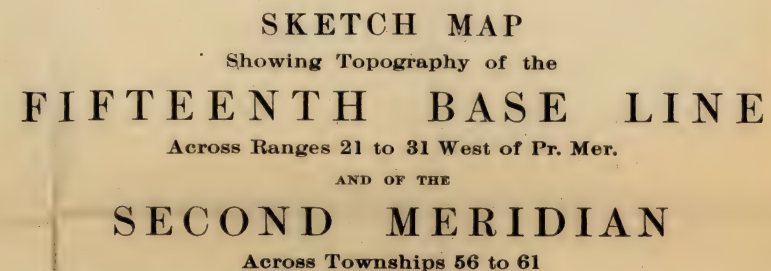 SKETCH MAP
Showing Topography of the
FIFTEENTH BASE LINE
Across Ranges 21 to 31 West of Pr. Mer.
AND OF THE
SECOND MERIDIAN
Across Townships 56 to 61